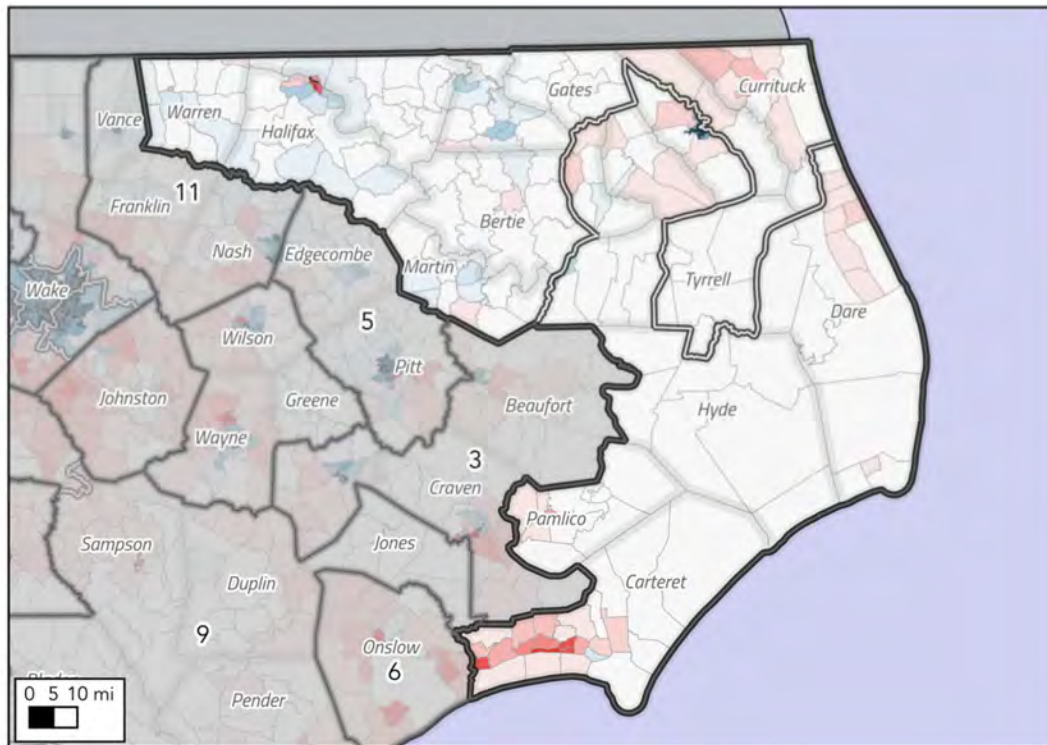 Gates
Currituck
Warren
Vance
Halifax
11
Franklin
Bertie
Nash
Edgecombe
Martin
Tyrrell
Wake
Dare
5
Wilson
Pitt
Johnston
Greene
Beaufort
Hyde
Wayne
3
Craven
Pamlico
Sampson
Jones
Duplin
Carteret
9
Onslow
6
0 5 10 mi
Pender